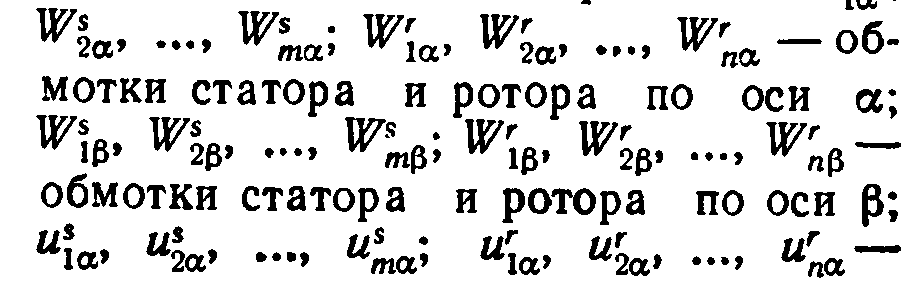 W^s_{2α}, ..., W^s_{mα}; W^r_{1α}, W^r_{2α}, ..., W^r_{nα} — об-
мотки статора и ротора по оси α;
W^s_{1β}, W^s_{2β}, ..., W^s_{mβ}; W^r_{1β}, W^r_{2β}, ..., W^r_{nβ} —
обмотки статора и ротора по оси β;
u^s_{1α}, u^s_{2α}, ..., u^s_{mα}; u^r_{1α}, u^r_{2α}, ..., u^r_{nα} —